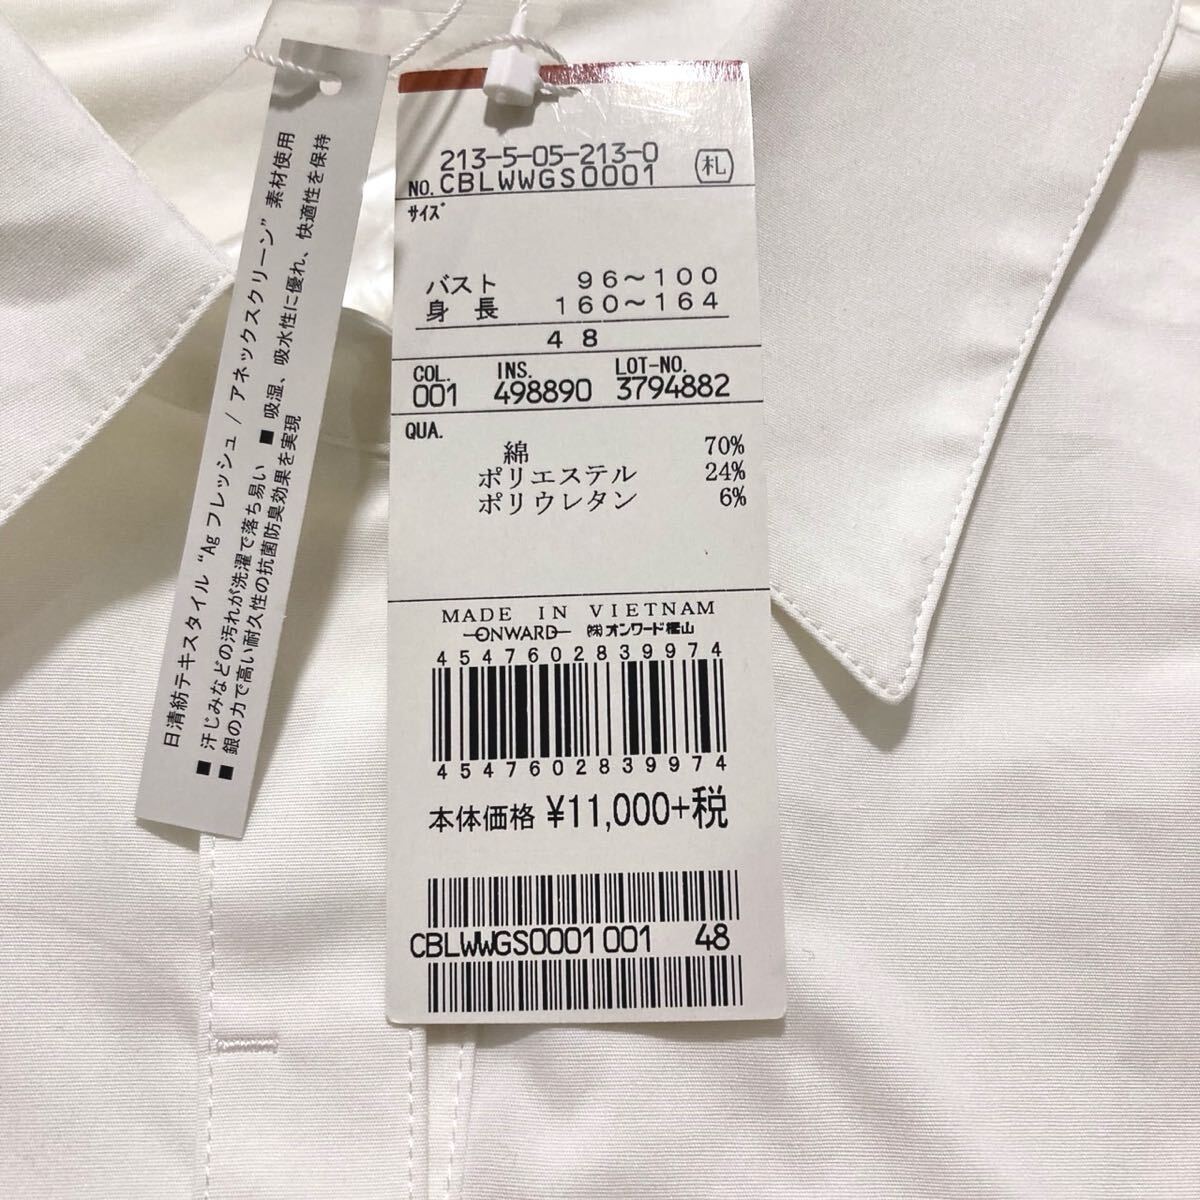 日清紡テキスタイル “Ag フレッシュ / アネックスクリーン” 素材使用
■ 汗じみなどの汚れが洗濯で落ち易い ■ 吸湿、吸水性に優れ、快適性を保持
■ 銀の力で高い耐久性の抗菌防臭効果を実現
213-5-05-213-0
NO. CBLWWGS0001 札
サイズ
バスト 96～100
身長 160～164
48
COL. INS. LOT-NO.
001 498890 3794882
QUA.
綿 70%
ポリエステル 24%
ポリウレタン 6%
MADE IN VIETNAM
ONWARD ㈱オンワード樫山
4547602839974
4547602839974
本体価格 ¥11,000+税
CBLWWGS0001 001 48